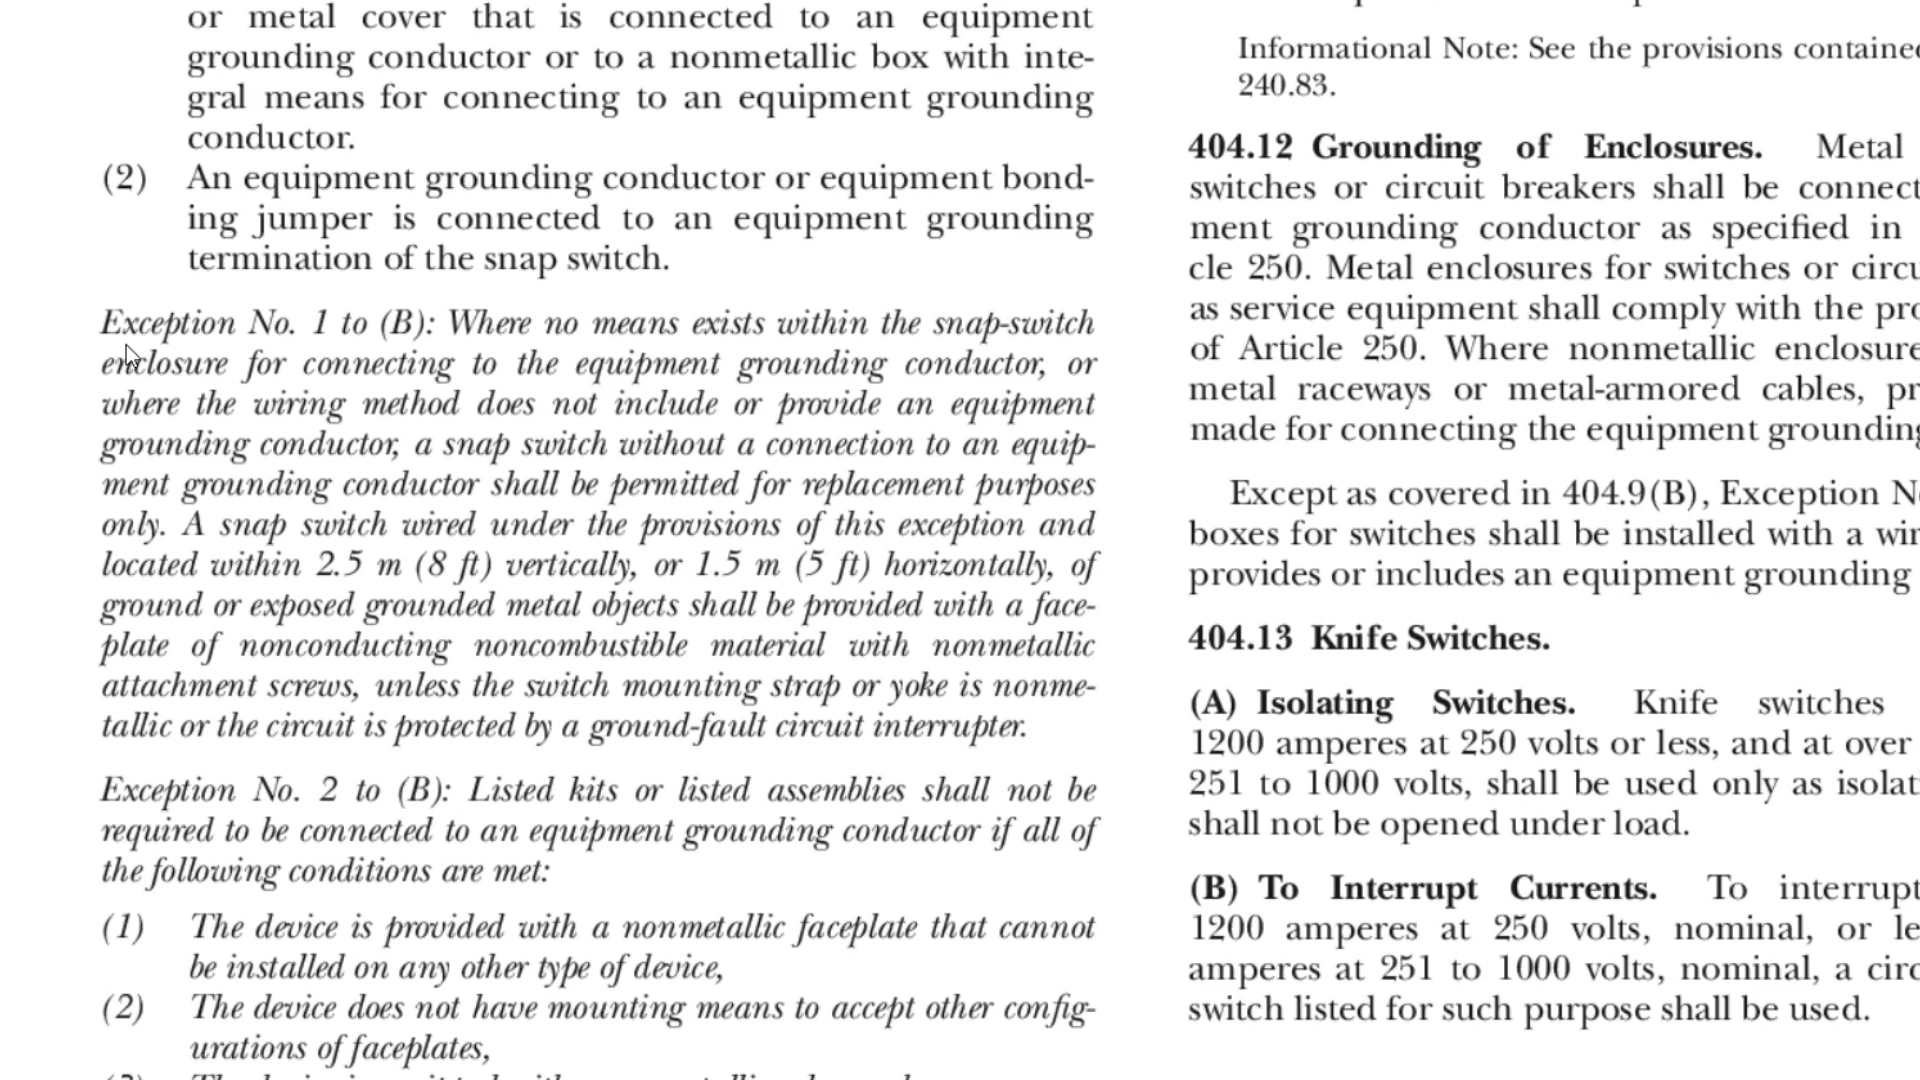 or metal cover that is connected to an equipment
grounding conductor or to a nonmetallic box with inte-
gral means for connecting to an equipment grounding
conductor.
(2) An equipment grounding conductor or equipment bond-
ing jumper is connected to an equipment grounding
termination of the snap switch.
Exception No. 1 to (B): Where no means exists within the snap-switch
enclosure for connecting to the equipment grounding conductor, or
where the wiring method does not include or provide an equipment
grounding conductor, a snap switch without a connection to an equip-
ment grounding conductor shall be permitted for replacement purposes
only. A snap switch wired under the provisions of this exception and
located within 2.5 m (8 ft) vertically, or 1.5 m (5 ft) horizontally, of
ground or exposed grounded metal objects shall be provided with a face-
plate of nonconducting noncombustible material with nonmetallic
attachment screws, unless the switch mounting strap or yoke is nonme-
tallic or the circuit is protected by a ground-fault circuit interrupter.
Exception No. 2 to (B): Listed kits or listed assemblies shall not be
required to be connected to an equipment grounding conductor if all of
the following conditions are met:
(1) The device is provided with a nonmetallic faceplate that cannot
be installed on any other type of device,
(2) The device does not have mounting means to accept other config-
urations of faceplates,
Informational Note: See the provisions contained
240.83.
404.12 Grounding of Enclosures. Metal
switches or circuit breakers shall be connect
ment grounding conductor as specified in
cle 250. Metal enclosures for switches or circu
as service equipment shall comply with the pro
of Article 250. Where nonmetallic enclosure
metal raceways or metal-armored cables, pr
made for connecting the equipment grounding
Except as covered in 404.9(B), Exception N
boxes for switches shall be installed with a wir
provides or includes an equipment grounding
404.13 Knife Switches.
(A) Isolating Switches. Knife switches
1200 amperes at 250 volts or less, and at over
251 to 1000 volts, shall be used only as isolat
shall not be opened under load.
(B) To Interrupt Currents. To interrupt
1200 amperes at 250 volts, nominal, or le
amperes at 251 to 1000 volts, nominal, a circ
switch listed for such purpose shall be used.